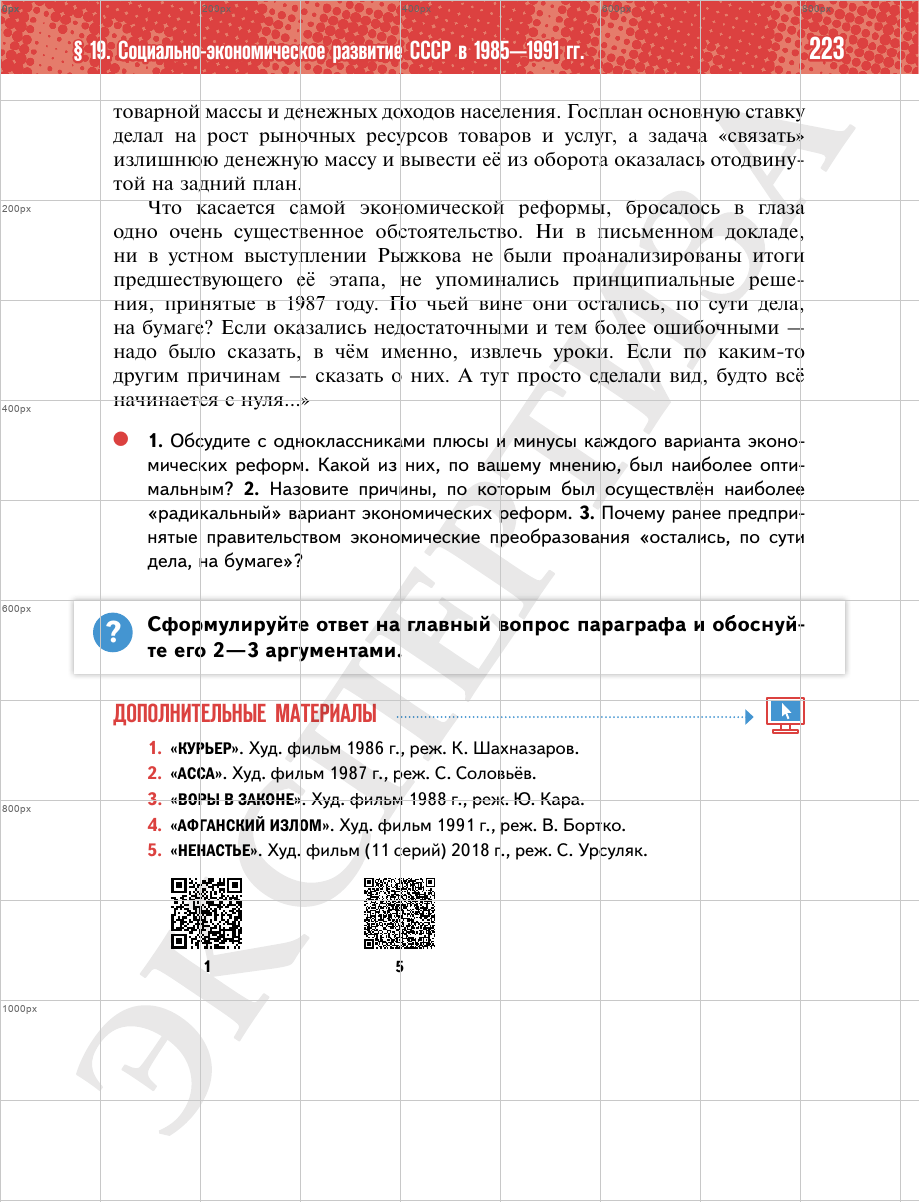 § 19. Социально-экономическое развитие СССР в 1985—1991 гг. 223
товарной массы и денежных доходов населения. Госплан основную ставку
делал на рост рыночных ресурсов товаров и услуг, а задача «связать»
излишнюю денежную массу и вывести её из оборота оказалась отодвину-
той на задний план.
Что касается самой экономической реформы, бросалось в глаза
одно очень существенное обстоятельство. Ни в письменном докладе,
ни в устном выступлении Рыжкова не были проанализированы итоги
предшествующего её этапа, не упоминались принципиальные реше-
ния, принятые в 1987 году. По чьей вине они остались, по сути дела,
на бумаге? Если оказались недостаточными и тем более ошибочными —
надо было сказать, в чём именно, извлечь уроки. Если по каким-то
другим причинам — сказать о них. А тут просто сделали вид, будто всё
начинается с нуля...»
1. Обсудите с одноклассниками плюсы и минусы каждого варианта эконо-
мических реформ. Какой из них, по вашему мнению, был наиболее опти-
мальным? 2. Назовите причины, по которым был осуществлён наиболее
«радикальный» вариант экономических реформ. 3. Почему ранее предпри-
нятые правительством экономические преобразования «остались, по сути
дела, на бумаге»?
? Сформулируйте ответ на главный вопрос параграфа и обоснуй-
те его 2—3 аргументами.
ДОПОЛНИТЕЛЬНЫЕ МАТЕРИАЛЫ
1. «КУРЬЕР». Худ. фильм 1986 г., реж. К. Шахназаров.
2. «АССА». Худ. фильм 1987 г., реж. С. Соловьёв.
3. «ВОРЫ В ЗАКОНЕ». Худ. фильм 1988 г., реж. Ю. Кара.
4. «АФГАНСКИЙ ИЗЛОМ». Худ. фильм 1991 г., реж. В. Бортко.
5. «НЕНАСТЬЕ». Худ. фильм (11 серий) 2018 г., реж. С. Урсуляк.
1 5
ЭКСПЕРТИЗА
200px
400px
600px
800px
1000px